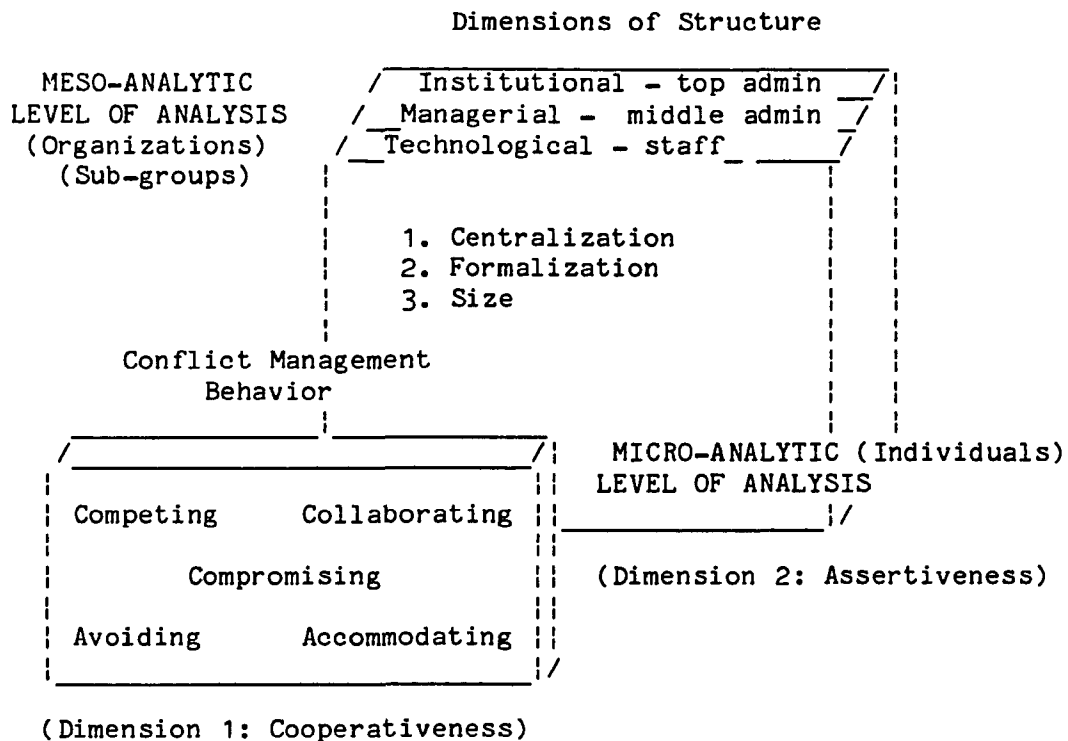 Dimensions of Structure
MESO-ANALYTIC
LEVEL OF ANALYSIS
(Organizations)
(Sub-groups)
Institutional - top admin
Managerial - middle admin
Technological - staff
1. Centralization
2. Formalization
3. Size
Conflict Management
Behavior
MICRO-ANALYTIC (Individuals)
LEVEL OF ANALYSIS
Competing Collaborating
Compromising
Avoiding Accommodating
(Dimension 2: Assertiveness)
(Dimension 1: Cooperativeness)